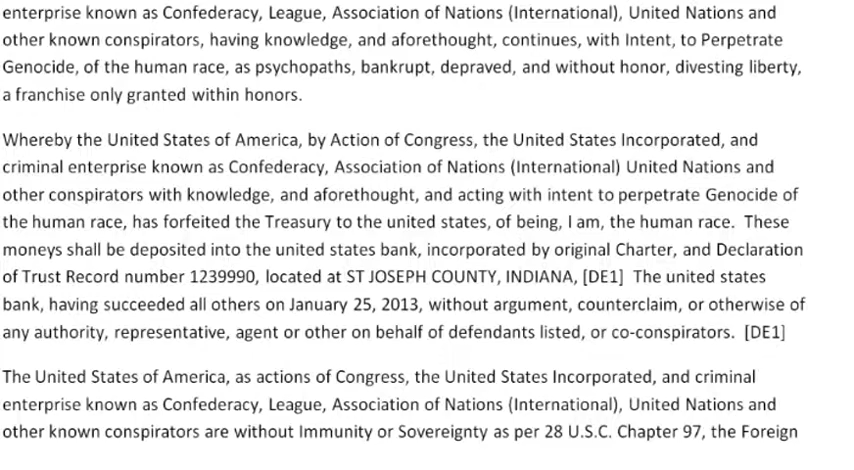 enterprise known as Confederacy, League, Association of Nations (International), United Nations and
other known conspirators, having knowledge, and aforethought, continues, with Intent, to Perpetrate
Genocide, of the human race, as psychopaths, bankrupt, depraved, and without honor, divesting liberty,
a franchise only granted within honors.
Whereby the United States of America, by Action of Congress, the United States Incorporated, and
criminal enterprise known as Confederacy, Association of Nations (International) United Nations and
other conspirators with knowledge, and aforethought, and acting with intent to perpetrate Genocide of
the human race, has forfeited the Treasury to the united states, of being, I am, the human race.  These
moneys shall be deposited into the united states bank, incorporated by original Charter, and Declaration
of Trust Record number 1239990, located at ST JOSEPH COUNTY, INDIANA, [DE1]  The united states
bank, having succeeded all others on January 25, 2013, without argument, counterclaim, or otherwise of
any authority, representative, agent or other on behalf of defendants listed, or co-conspirators.  [DE1]
The United States of America, as actions of Congress, the United States Incorporated, and criminal
enterprise known as Confederacy, League, Association of Nations (International), United Nations and
other known conspirators are without Immunity or Sovereignty as per 28 U.S.C. Chapter 97, the Foreign